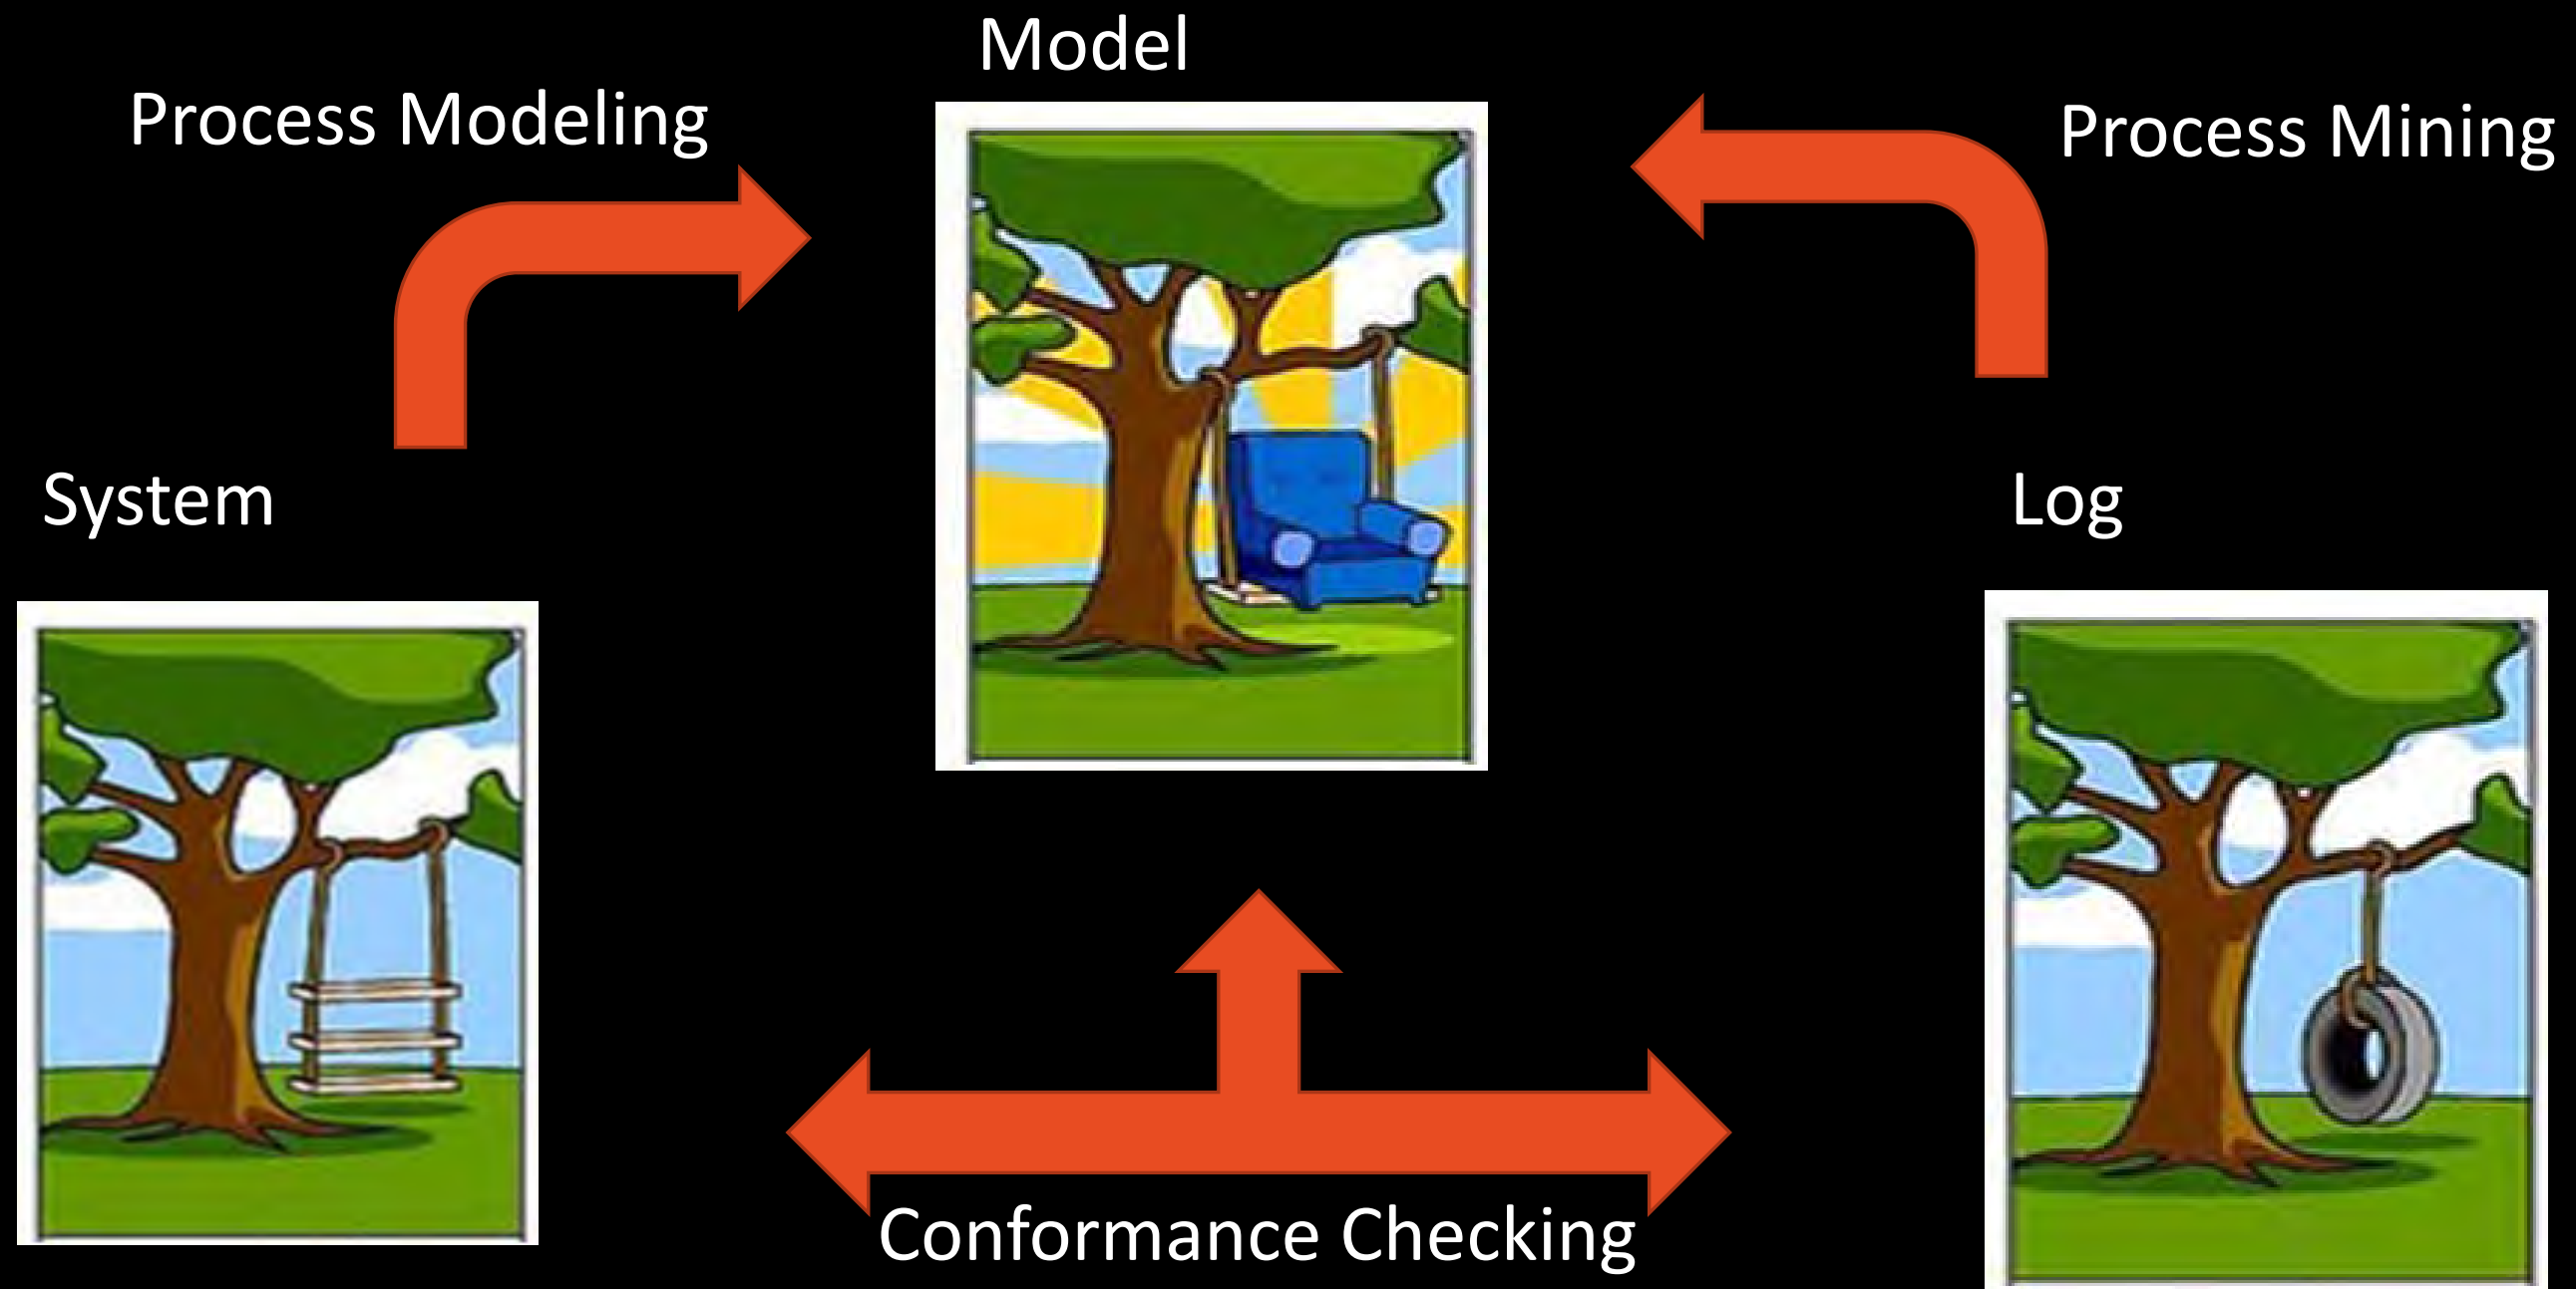 Model
Process Modeling
Process Mining
System
Log
Conformance Checking